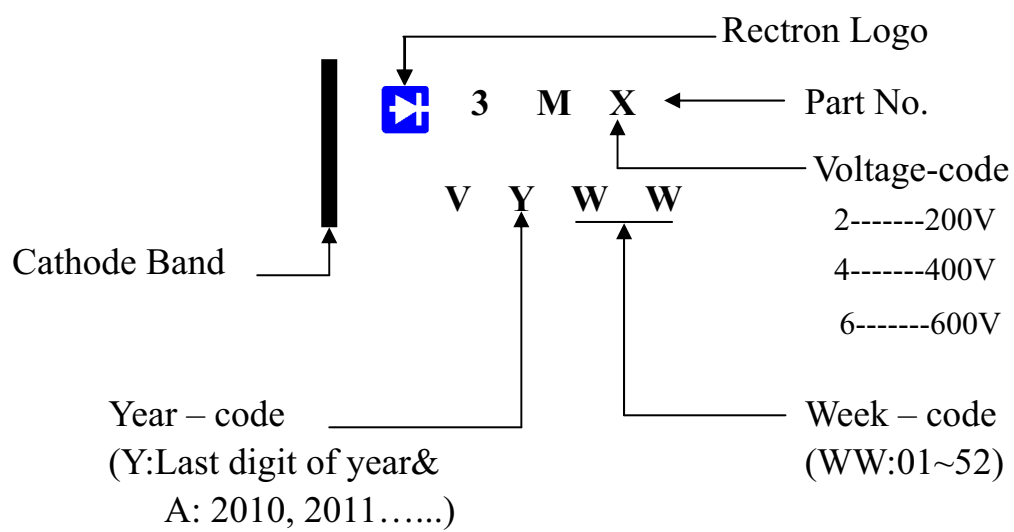 Rectron Logo
3 M X
Part No.
Voltage-code
2-------200V
4-------400V
6-------600V
V Y W W
Cathode Band
Year – code
(Y:Last digit of year&
A: 2010, 2011…...)
Week – code
(WW:01~52)